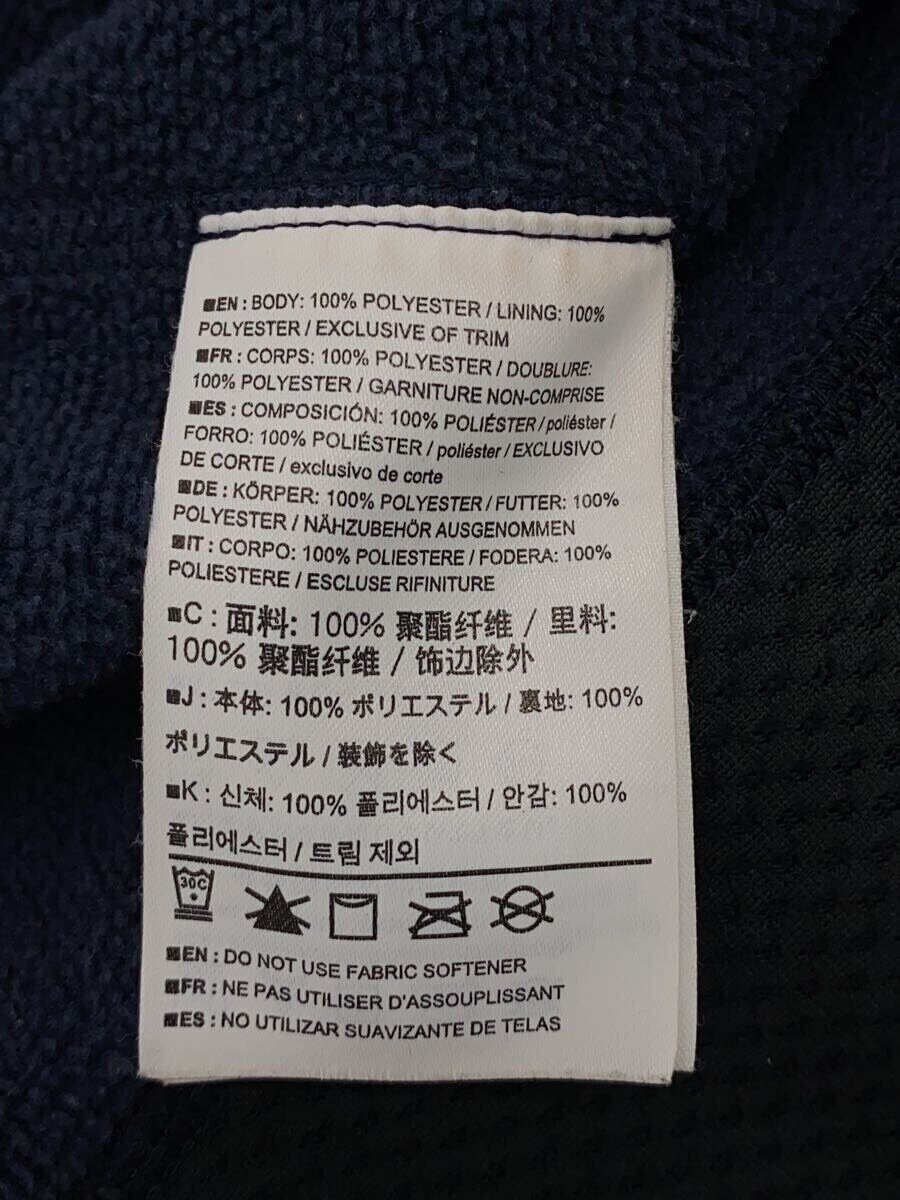 ■EN : BODY: 100% POLYESTER / LINING: 100%
POLYESTER / EXCLUSIVE OF TRIM
■FR : CORPS: 100% POLYESTER / DOUBLURE:
100% POLYESTER / GARNITURE NON-COMPRISE
■ES : COMPOSICIÓN: 100% POLIÉSTER / poliéster /
FORRO: 100% POLIÉSTER / poliéster / EXCLUSIVO
DE CORTE / exclusivo de corte
■DE : KÖRPER: 100% POLYESTER / FUTTER: 100%
POLYESTER / NÄHZUBEHÖR AUSGENOMMEN
■IT : CORPO: 100% POLIESTERE / FODERA: 100%
POLIESTERE / ESCLUSE RIFINITURE
■C : 面料: 100% 聚酯纤维 / 里料:
100% 聚酯纤维 / 饰边除外
■J : 本体: 100% ポリエステル / 裏地: 100%
ポリエステル / 装飾を除く
■K : 신체: 100% 폴리에스터 / 안감: 100%
폴리에스터 / 트림 제외
30C
■EN : DO NOT USE FABRIC SOFTENER
■FR : NE PAS UTILISER D'ASSOUPLISSANT
■ES : NO UTILIZAR SUAVIZANTE DE TELAS